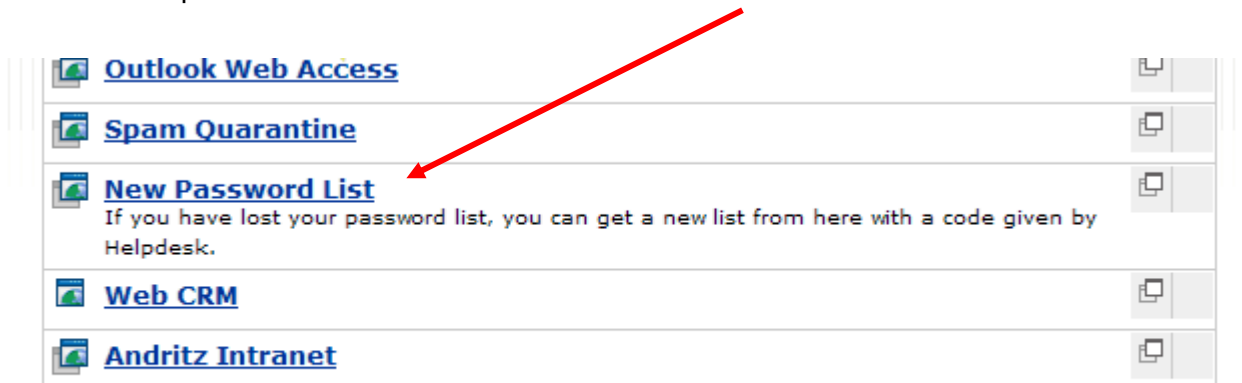 Outlook Web Access
Spam Quarantine
New Password List
If you have lost your password list, you can get a new list from here with a code given by
Helpdesk.
Web CRM
Andritz Intranet